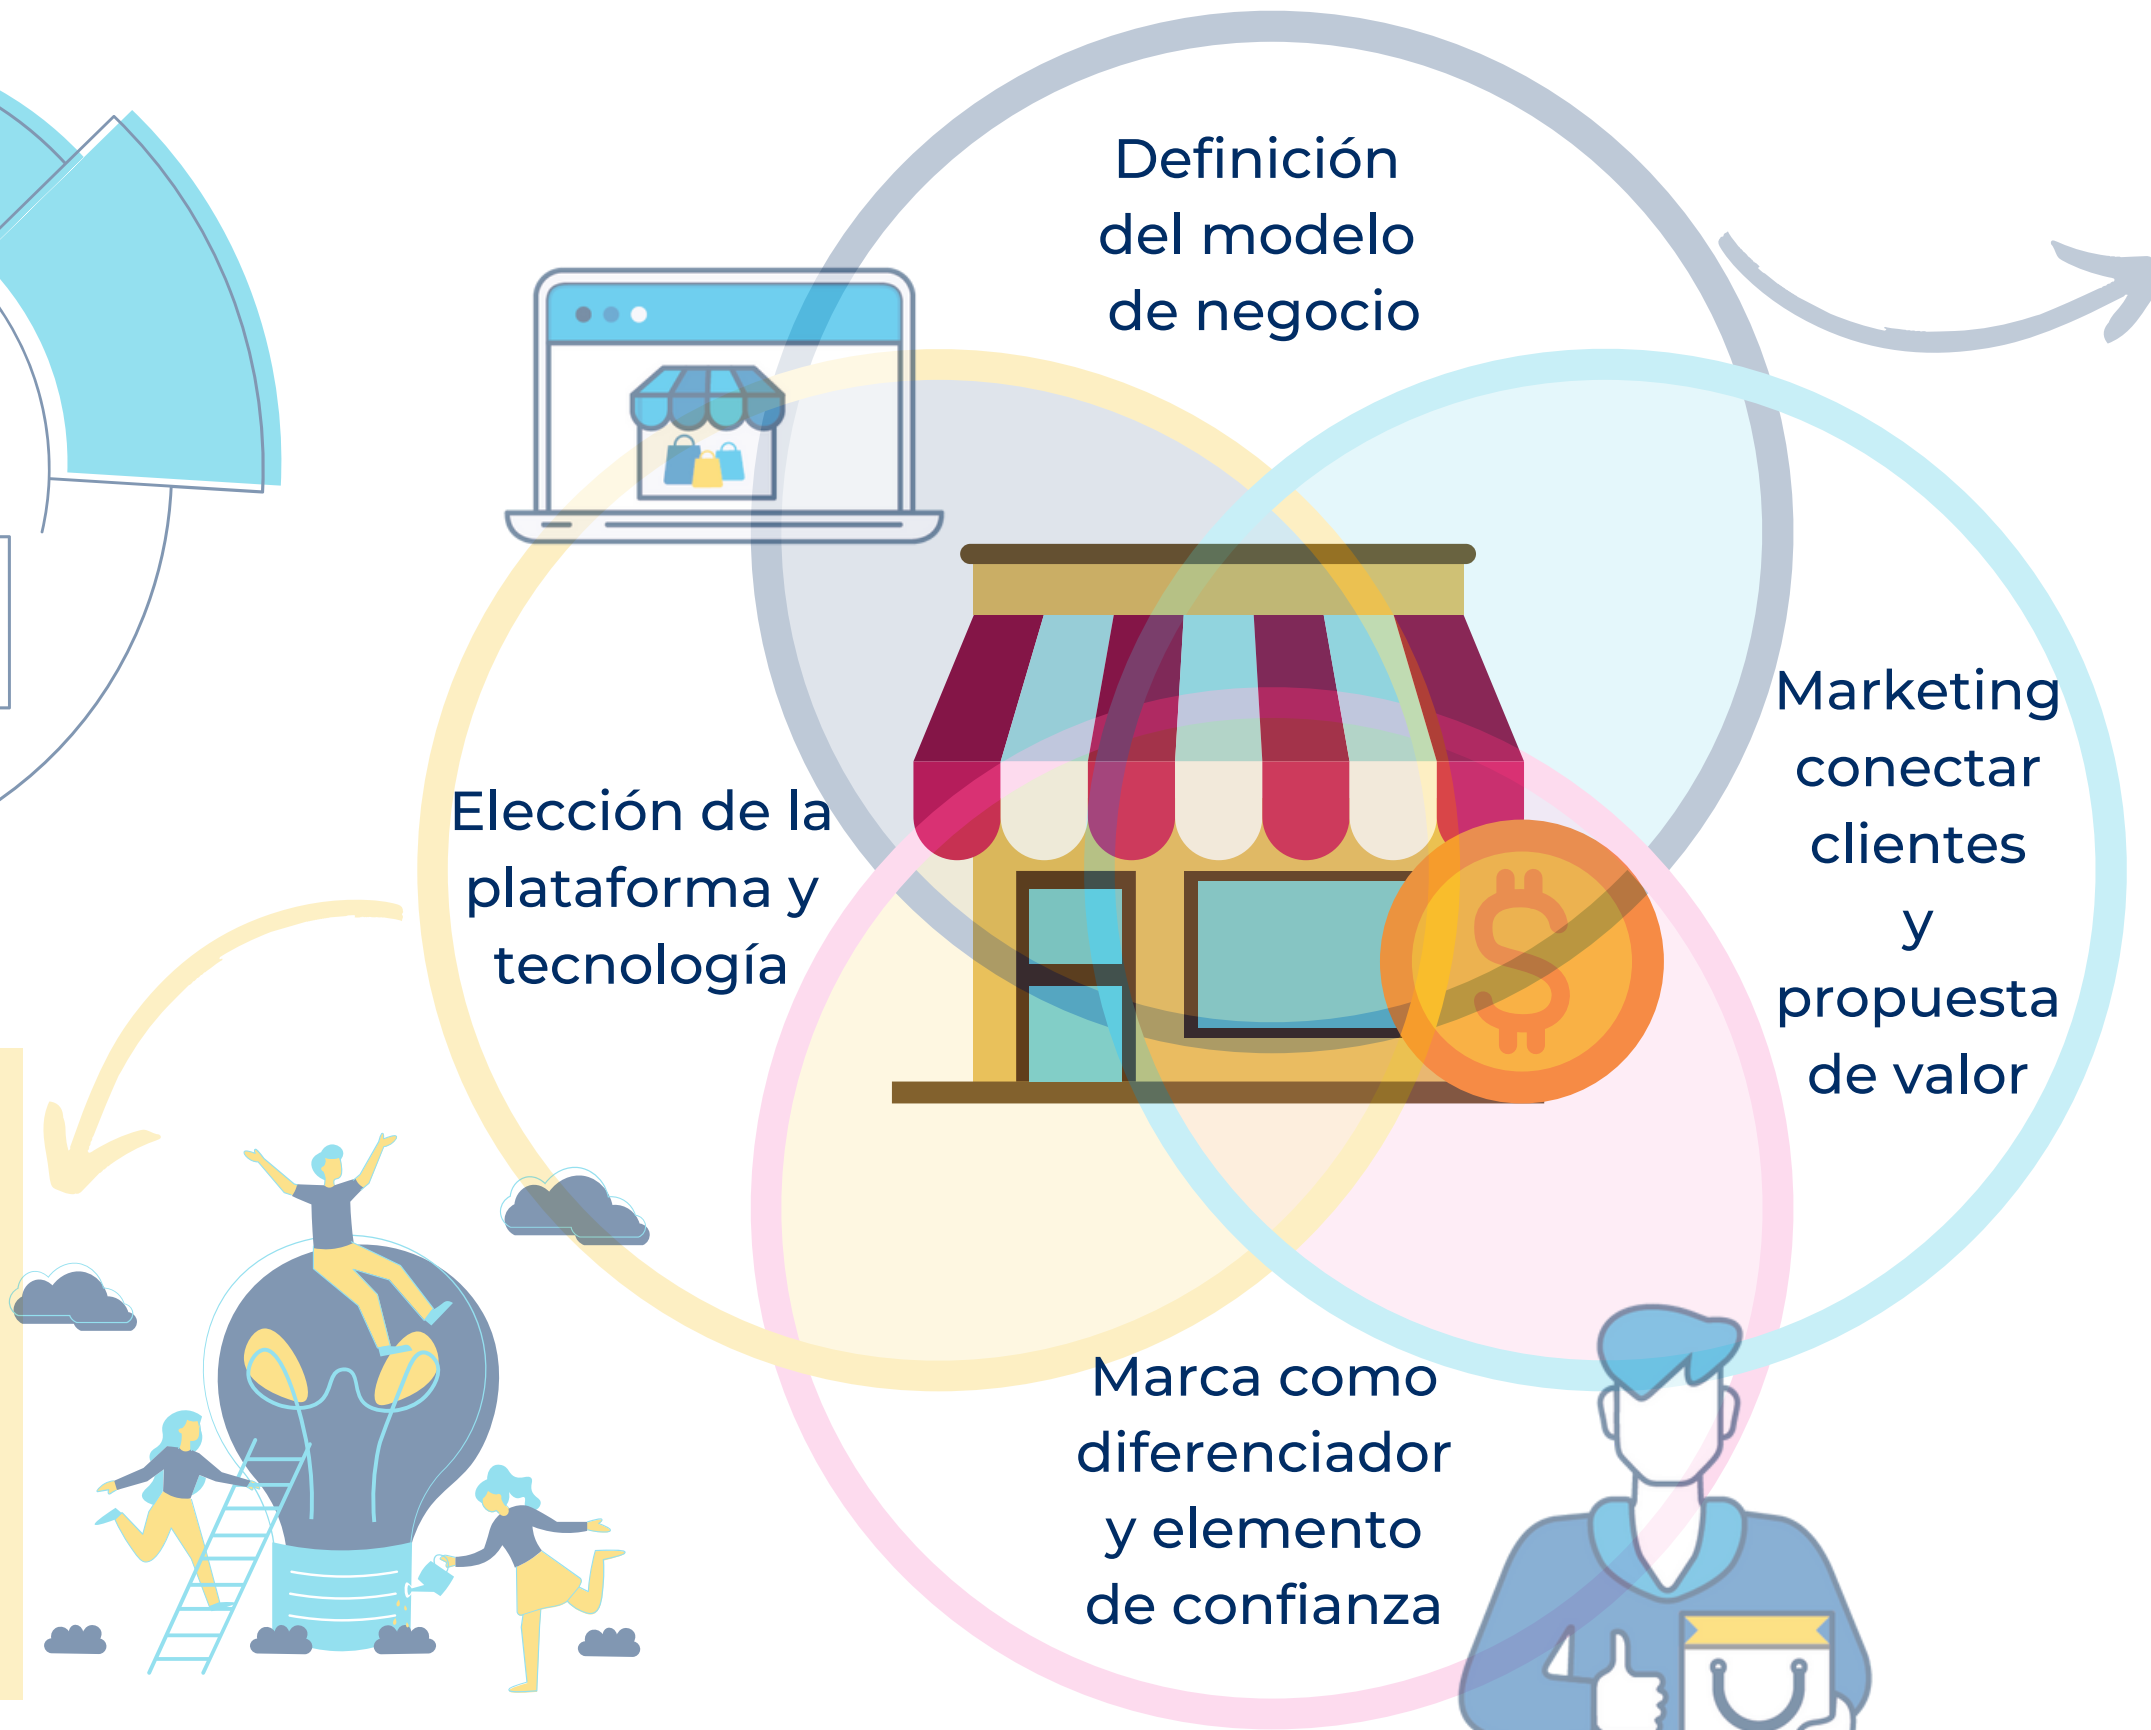 Definición
del modelo
de negocio
Elección de la
plataforma y
tecnología
Marketing
conectar
clientes
y
propuesta
de valor
Marca como
diferenciador
y elemento
de confianza